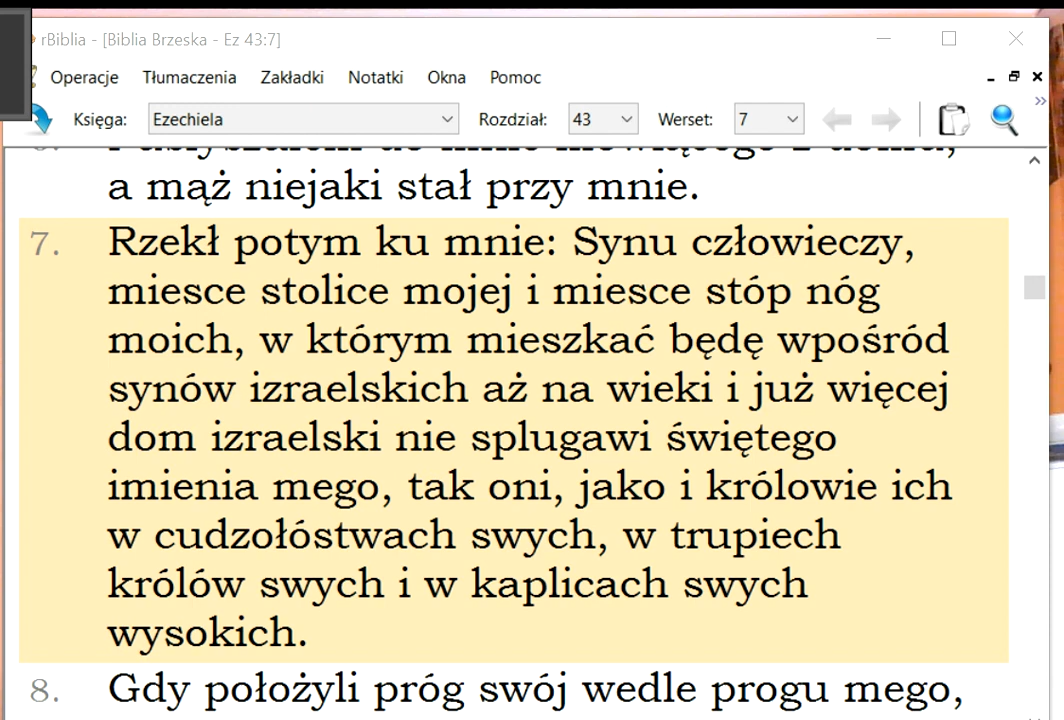 rBiblia - [Biblia Brzeska - Ez 43:7]
Operacje Tłumaczenia Zakładki Notatki Okna Pomoc
Księga: Ezechiela Rozdział: 43 Werset: 7
a mąż niejaki stał przy mnie.
7. Rzekł potym ku mnie: Synu człowieczy,
miesce stolice mojej i miesce stóp nóg
moich, w którym mieszkać będę wpośród
synów izraelskich aż na wieki i już więcej
dom izraelski nie splugawi świętego
imienia mego, tak oni, jako i królowie ich
w cudzołóstwach swych, w trupiech
królów swych i w kaplicach swych
wysokich.
8. Gdy położyli próg swój wedle progu mego,